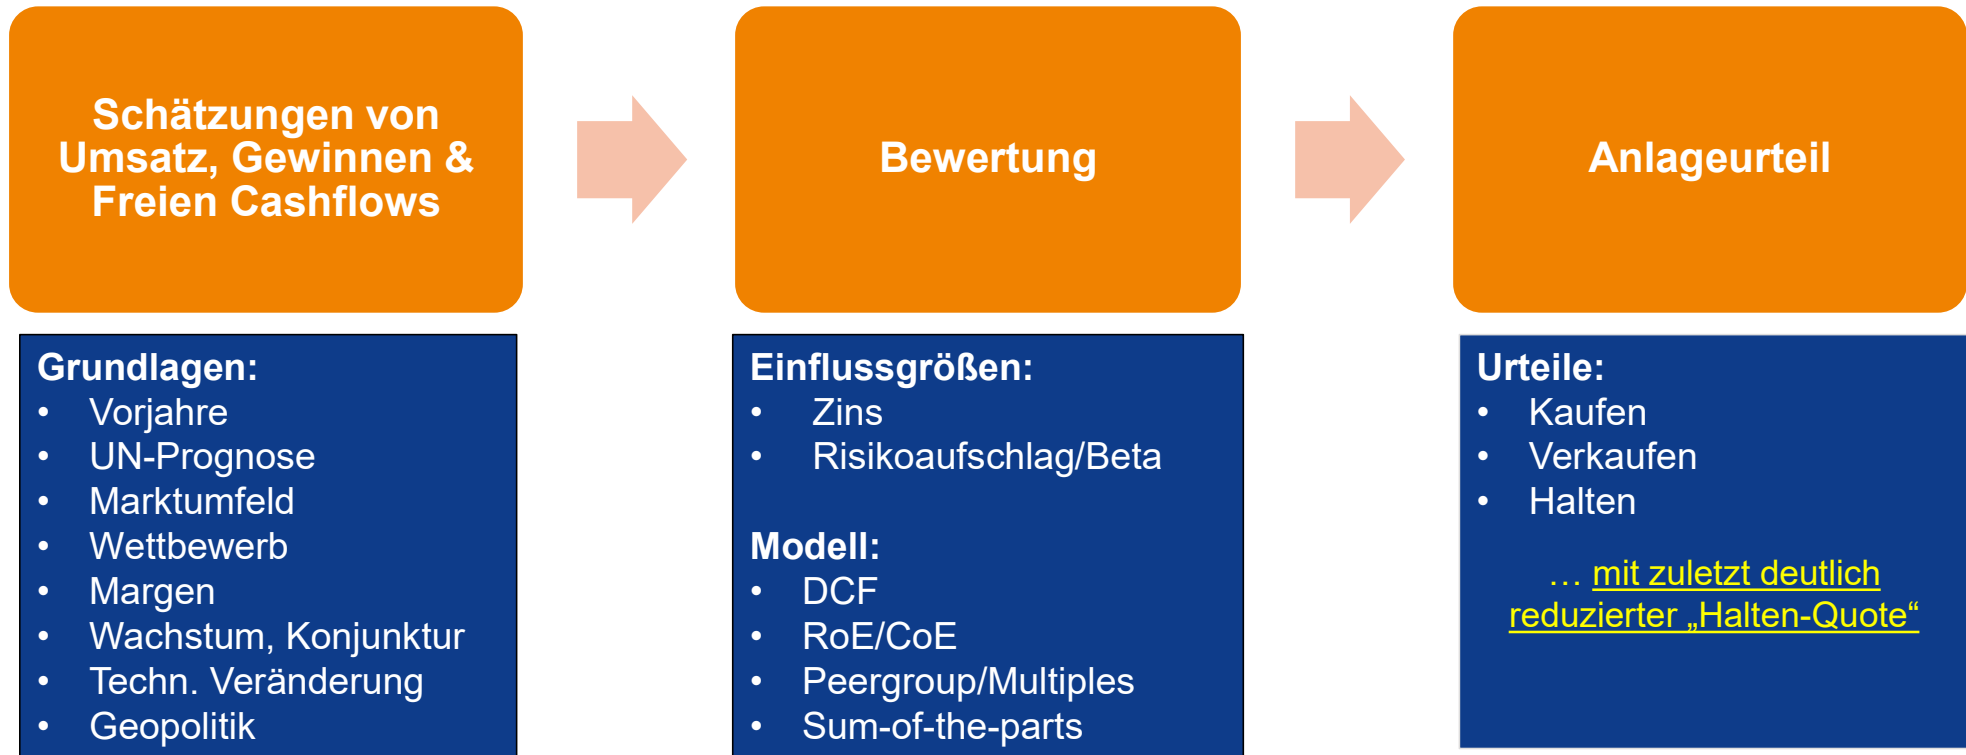 Schätzungen von
Umsatz, Gewinnen &
Freien Cashflows
Bewertung
Anlageurteil
Grundlagen:
• Vorjahre
• UN-Prognose
• Marktumfeld
• Wettbewerb
• Margen
• Wachstum, Konjunktur
• Techn. Veränderung
• Geopolitik
Einflussgrößen:
• Zins
• Risikoaufschlag/Beta
Modell:
• DCF
• RoE/CoE
• Peergroup/Multiples
• Sum-of-the-parts
Urteile:
• Kaufen
• Verkaufen
• Halten
… mit zuletzt deutlich
reduzierter „Halten-Quote“